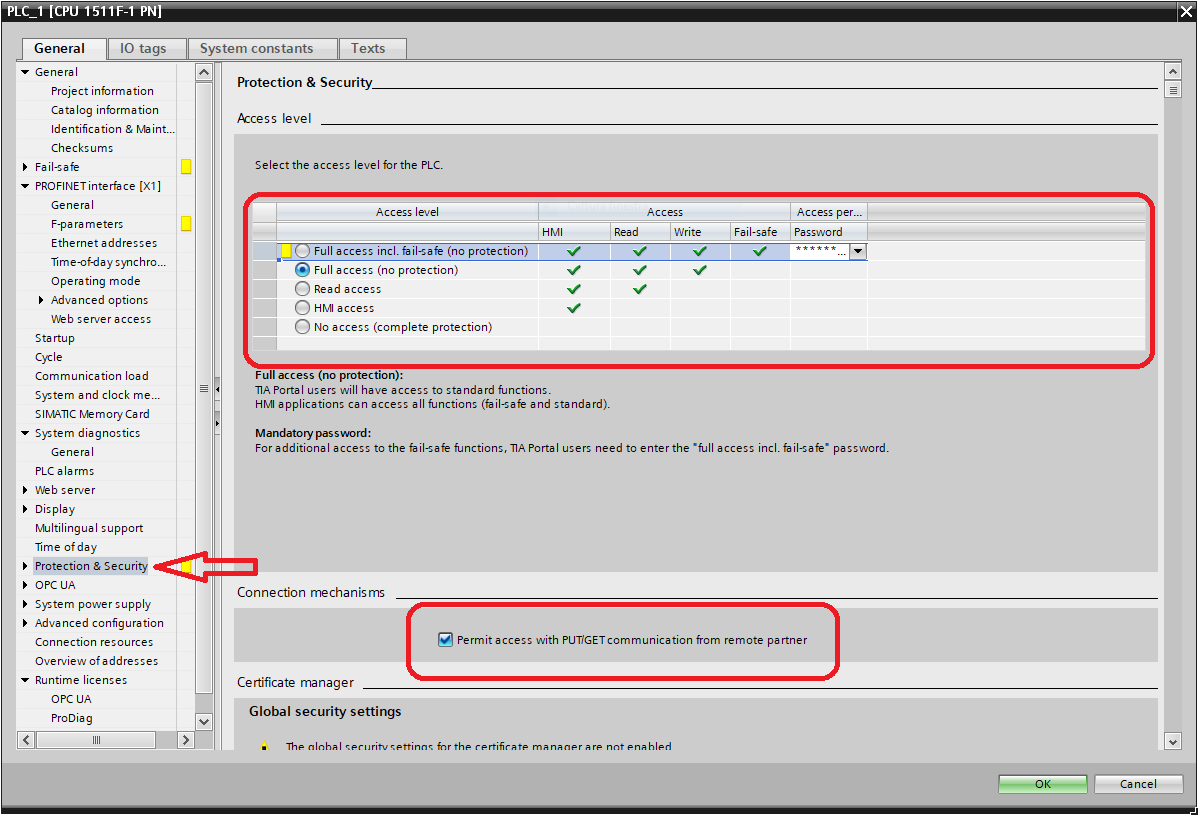 PLC_1 [CPU 1511F-1 PN]
General
IO tags
System constants
Texts
General
Project information
Catalog information
Identification & Maint...
Checksums
Fail-safe
PROFINET interface [X1]
General
F-parameters
Ethernet addresses
Time-of-day synchro...
Operating mode
Advanced options
Web server access
Startup
Cycle
Communication load
System and clock me...
SIMATIC Memory Card
System diagnostics
General
PLC alarms
Web server
Display
Multilingual support
Time of day
Protection & Security
OPC UA
System power supply
Advanced configuration
Connection resources
Overview of addresses
Runtime licenses
OPC UA
ProDiag
Protection & Security
Access level
Select the access level for the PLC.
Access level Access Access per...
HMI Read Write Fail-safe Password
Full access incl. fail-safe (no protection) ******...
Full access (no protection)
Read access
HMI access
No access (complete protection)
Full access (no protection):
TIA Portal users will have access to standard functions.
HMI applications can access all functions (fail-safe and standard).
Mandatory password:
For additional access to the fail-safe functions, TIA Portal users need to enter the "full access incl. fail-safe" password.
Connection mechanisms
Permit access with PUT/GET communication from remote partner
Certificate manager
Global security settings
The global security settings for the certificate manager are not enabled
OK
Cancel